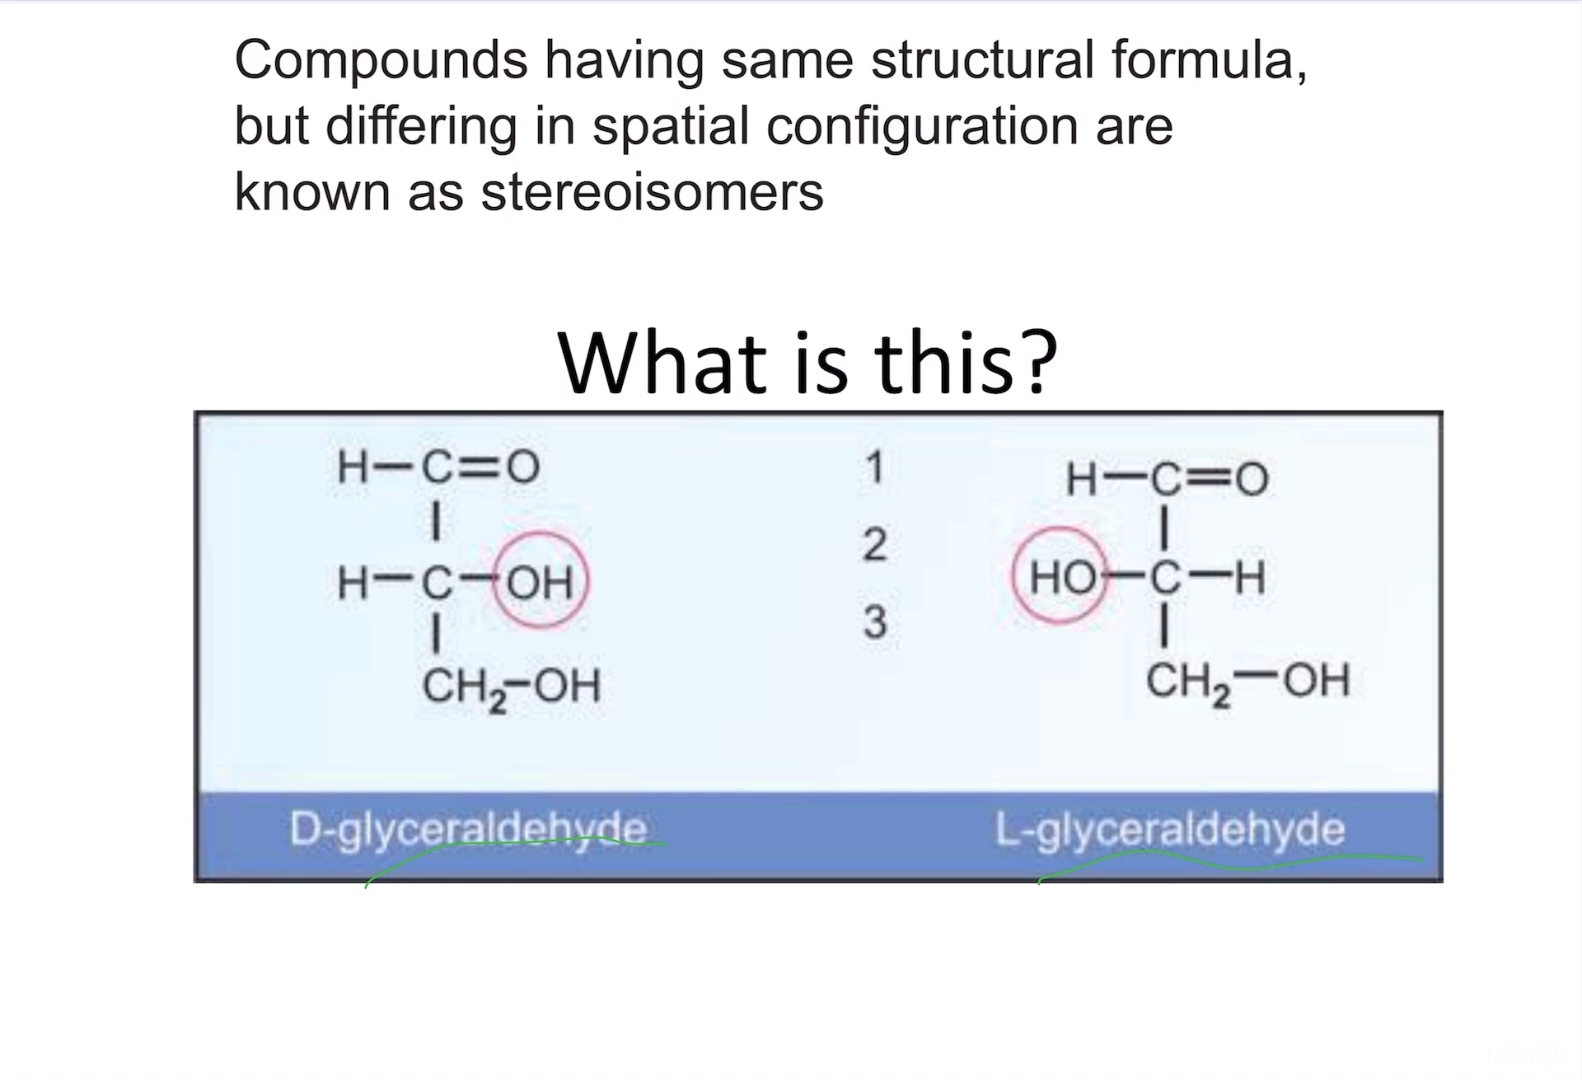 Compounds having same structural formula,
but differing in spatial configuration are
known as stereoisomers
What is this?
H—C=O
H—C—OH
CH₂—OH
D-glyceraldehyde
1
2
3
H—C=O
HO—C—H
CH₂—OH
L-glyceraldehyde